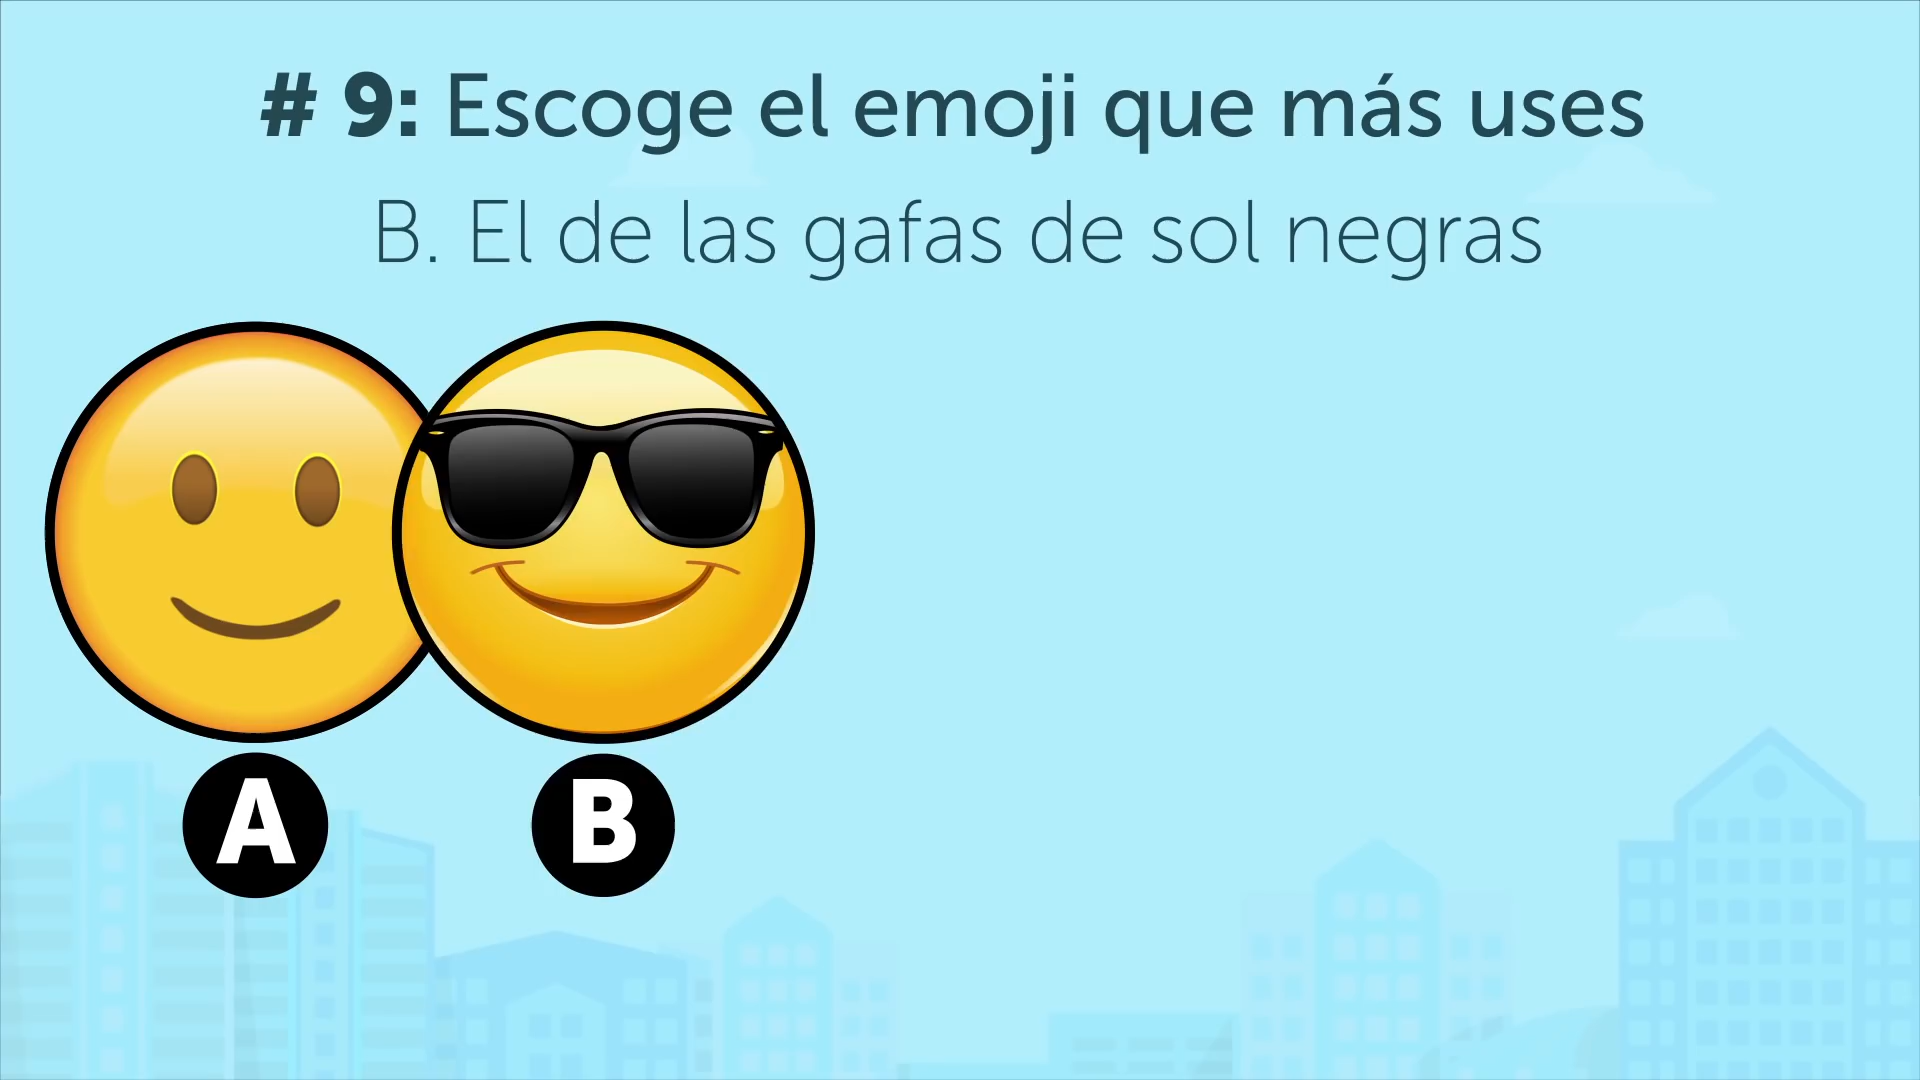 # 9: Escoge el emoji que más uses
B. El de las gafas de sol negras
A
B